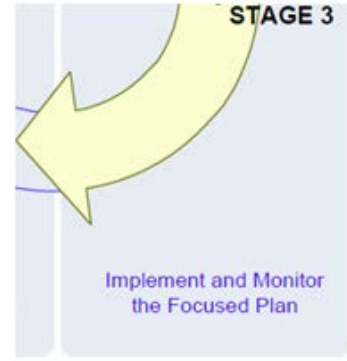 STAGE 3
Implement and Monitor
the Focused Plan